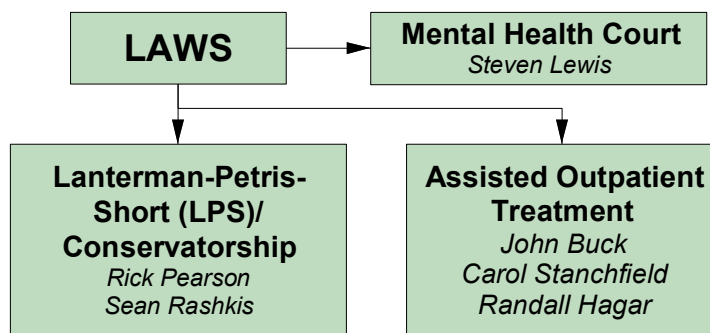 LAWS
Mental Health Court
Steven Lewis
Lanterman-Petris-
Short (LPS)/
Conservatorship
Rick Pearson
Sean Rashkis
Assisted Outpatient
Treatment
John Buck
Carol Stanchfield
Randall Hagar